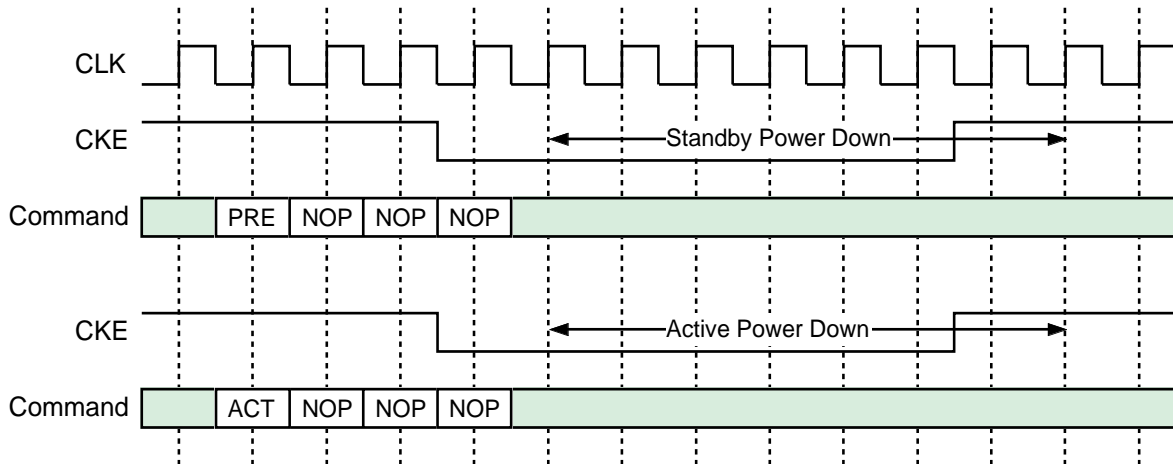 CLK
CKE Standby Power Down
Command PRE NOP NOP NOP
CKE Active Power Down
Command ACT NOP NOP NOP